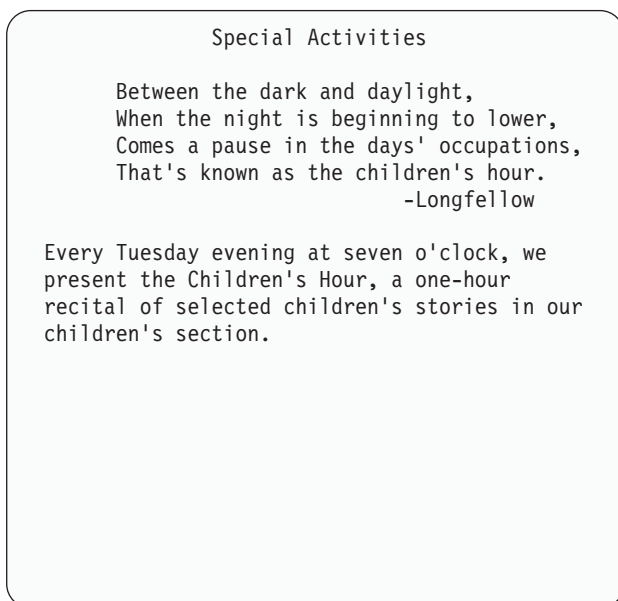 Special Activities
Between the dark and daylight,
When the night is beginning to lower,
Comes a pause in the days' occupations,
That's known as the children's hour.
-Longfellow
Every Tuesday evening at seven o'clock, we
present the Children's Hour, a one-hour
recital of selected children's stories in our
children's section.